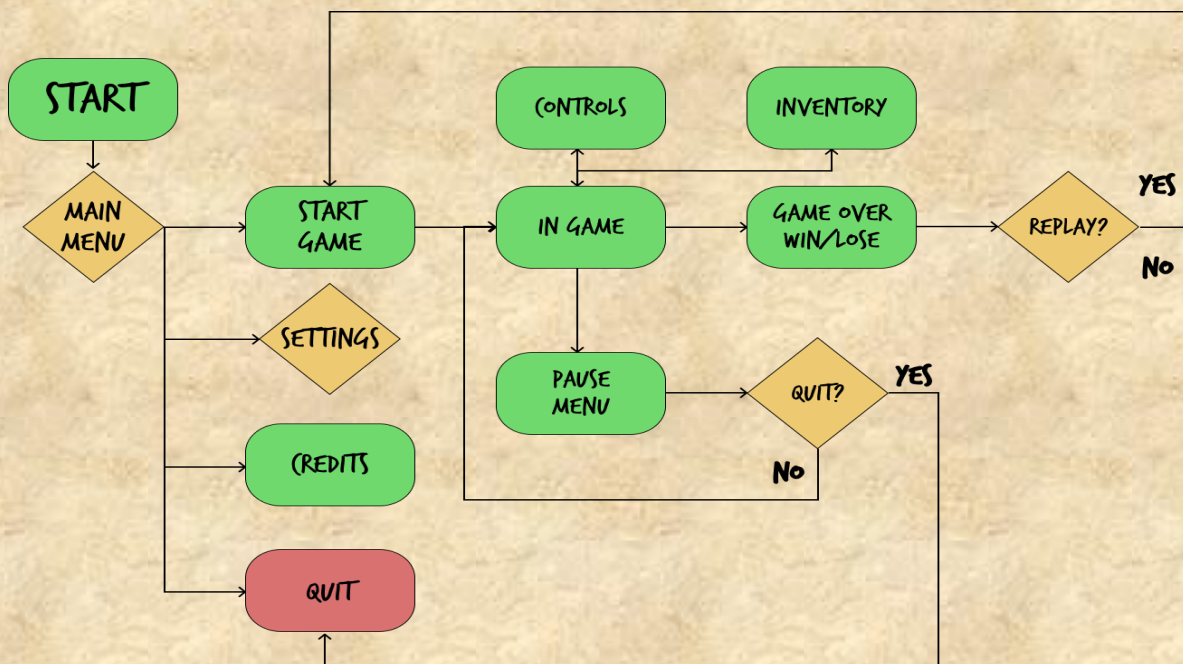 START
MAIN
MENU
START
GAME
SETTINGS
CREDITS
QUIT
CONTROLS
INVENTORY
IN GAME
GAME OVER
WIN/LOSE
REPLAY?
YES
NO
PAUSE
MENU
QUIT?
YES
NO